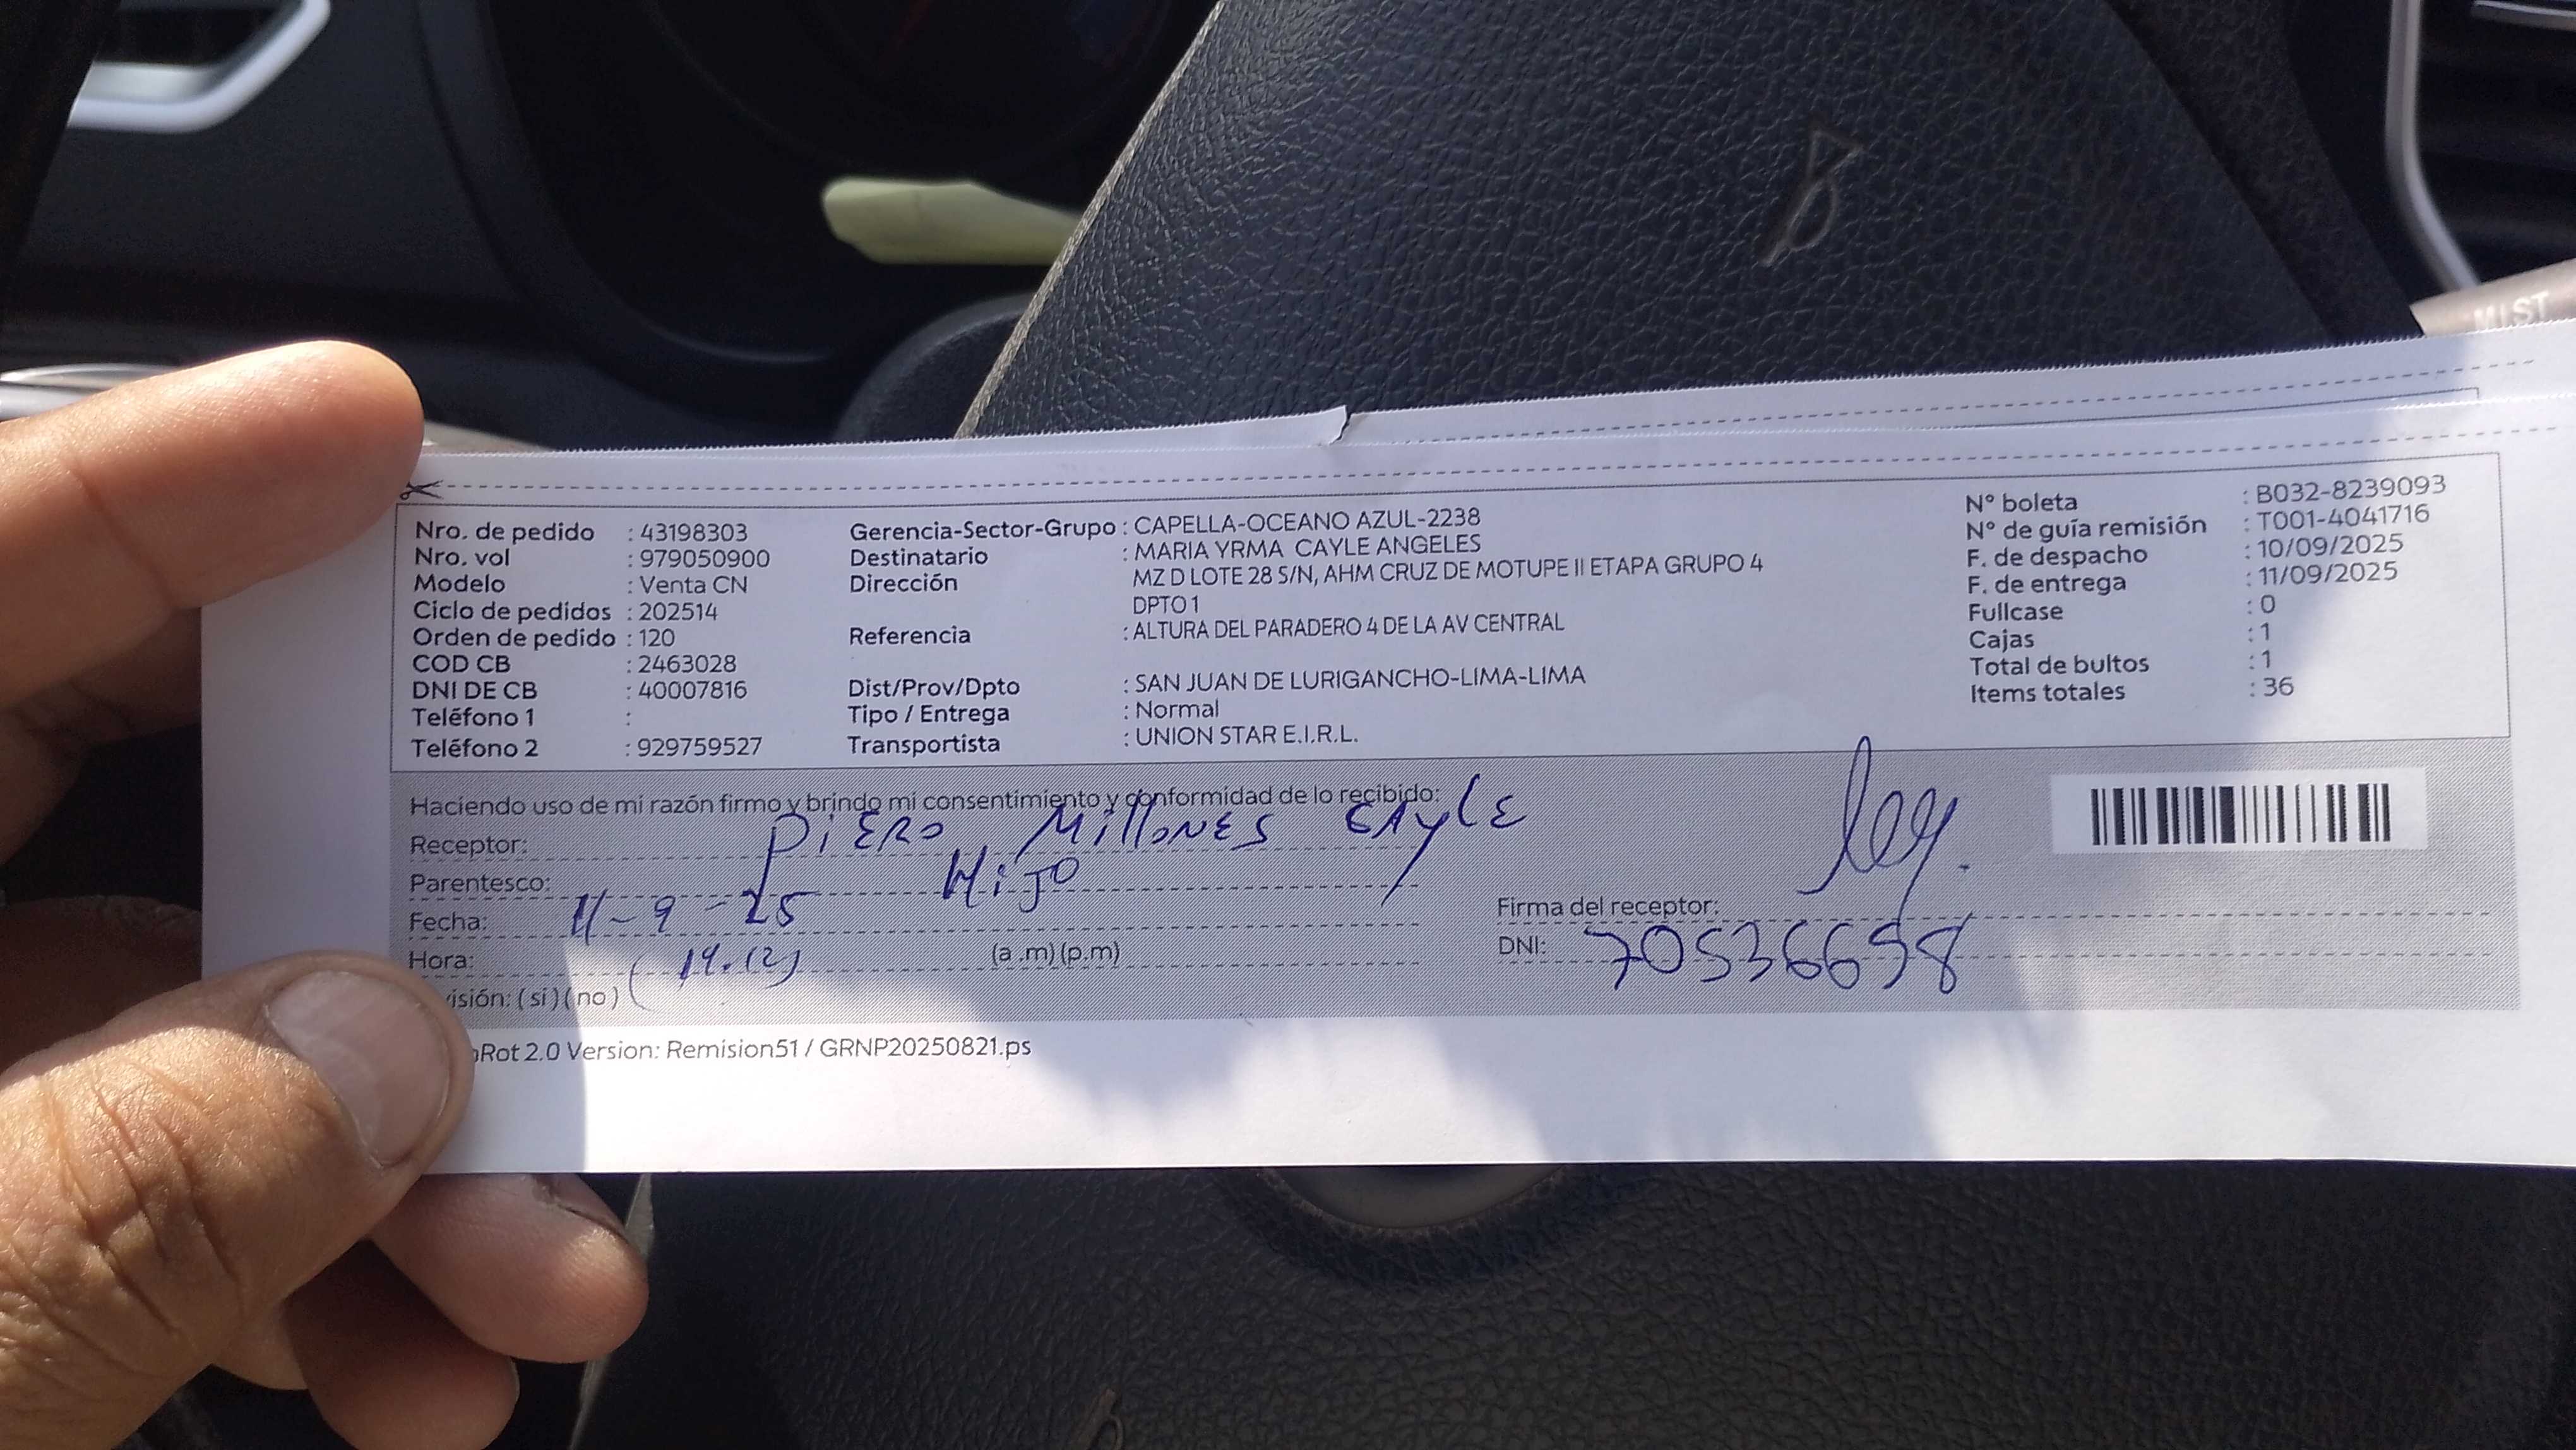 MIST
Nro. de pedido : 43198303
Nro. vol : 979050900
Modelo : Venta CN
Ciclo de pedidos : 202514
Orden de pedido : 120
COD CB : 2463028
DNI DE CB : 40007816
Teléfono 1 :
Teléfono 2 : 929759527
Gerencia-Sector-Grupo : CAPELLA-OCEANO AZUL-2238
Destinatario : MARIA YRMA CAYLE ANGELES
Dirección MZ D LOTE 28 S/N, AHM CRUZ DE MOTUPE II ETAPA GRUPO 4
DPTO 1
Referencia : ALTURA DEL PARADERO 4 DE LA AV CENTRAL
Dist/Prov/Dpto : SAN JUAN DE LURIGANCHO-LIMA-LIMA
Tipo / Entrega : Normal
Transportista : UNION STAR E.I.R.L.
N° boleta : B032-8239093
N° de guía remisión : T001-4041716
F. de despacho : 10/09/2025
F. de entrega : 11/09/2025
Fullcase : 0
Cajas : 1
Total de bultos : 1
Items totales : 36
Haciendo uso de mi razón firmo y brindo mi consentimiento y conformidad de lo recibido:
Receptor: PIERO MillONES CAYLE
Parentesco: HiJO
Fecha: 11-9-25
Hora: (a .m)(p.m)
visión: (si)(no)
Firma del receptor:
DNI: 70536698
Rot 2.0 Version: Remision51 / GRNP20250821.ps